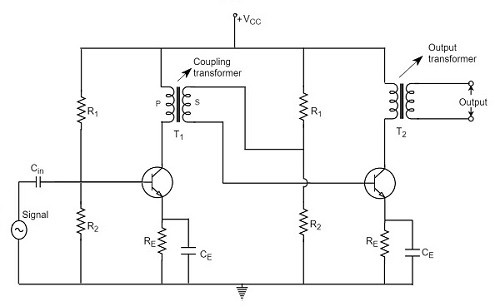 +VCC
Coupling
transformer
Output
transformer
P
S
R1
T1
R1
T2
Output
Cin
Signal
R2
RE
CE
R2
RE
CE